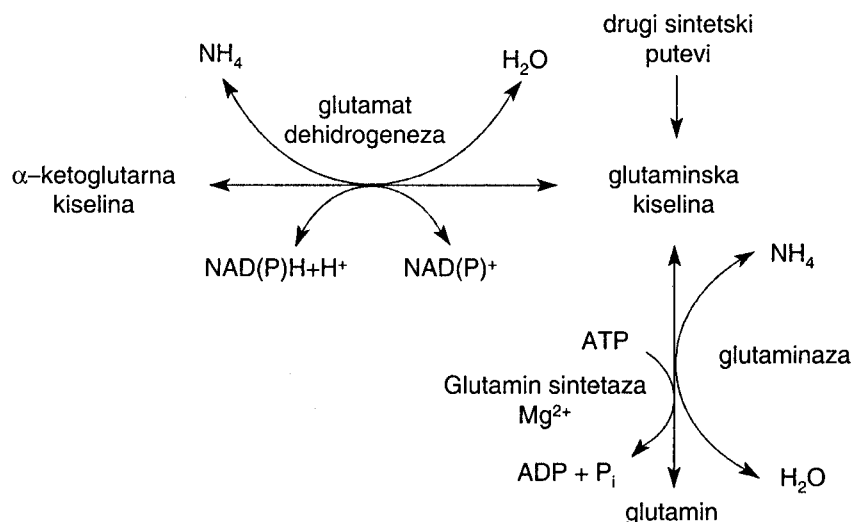 NH₄
H₂O
drugi sintetski
putevi
glutamat
dehidrogeneza
α–ketoglutarna
kiselina
glutaminska
kiselina
NAD(P)H+H⁺
NAD(P)⁺
NH₄
ATP
glutaminaza
Glutamin sintetaza
Mg²⁺
ADP + Pᵢ
H₂O
glutamin